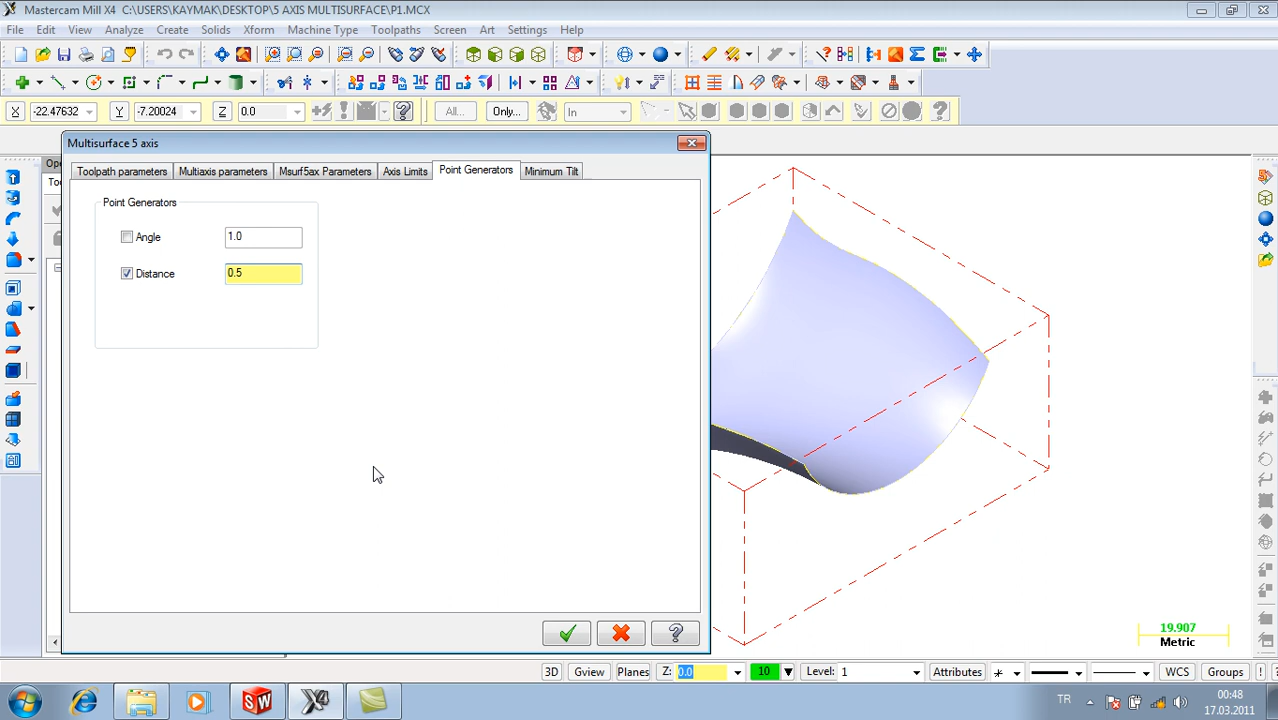 Mastercam Mill X4 C:\USERS\KAYMAK\DESKTOP\5 AXIS MULTISURFACE\P1.MCX
File Edit View Analyze Create Solids Xform Machine Type Toolpaths Screen Art Settings Help
X -22.47632 Y -7.20024 Z 0.0 All... Only... In
Multisurface 5 axis
Ope
Toolpath parameters Multiaxis parameters Msurf5ax Parameters Axis Limits Point Generators Minimum Tilt
Point Generators
Angle 1.0
Distance 0.5
19.907
Metric
3D Gview Planes Z: 0.0 10 Level: 1 Attributes WCS Groups
TR 00:48
17.03.2011